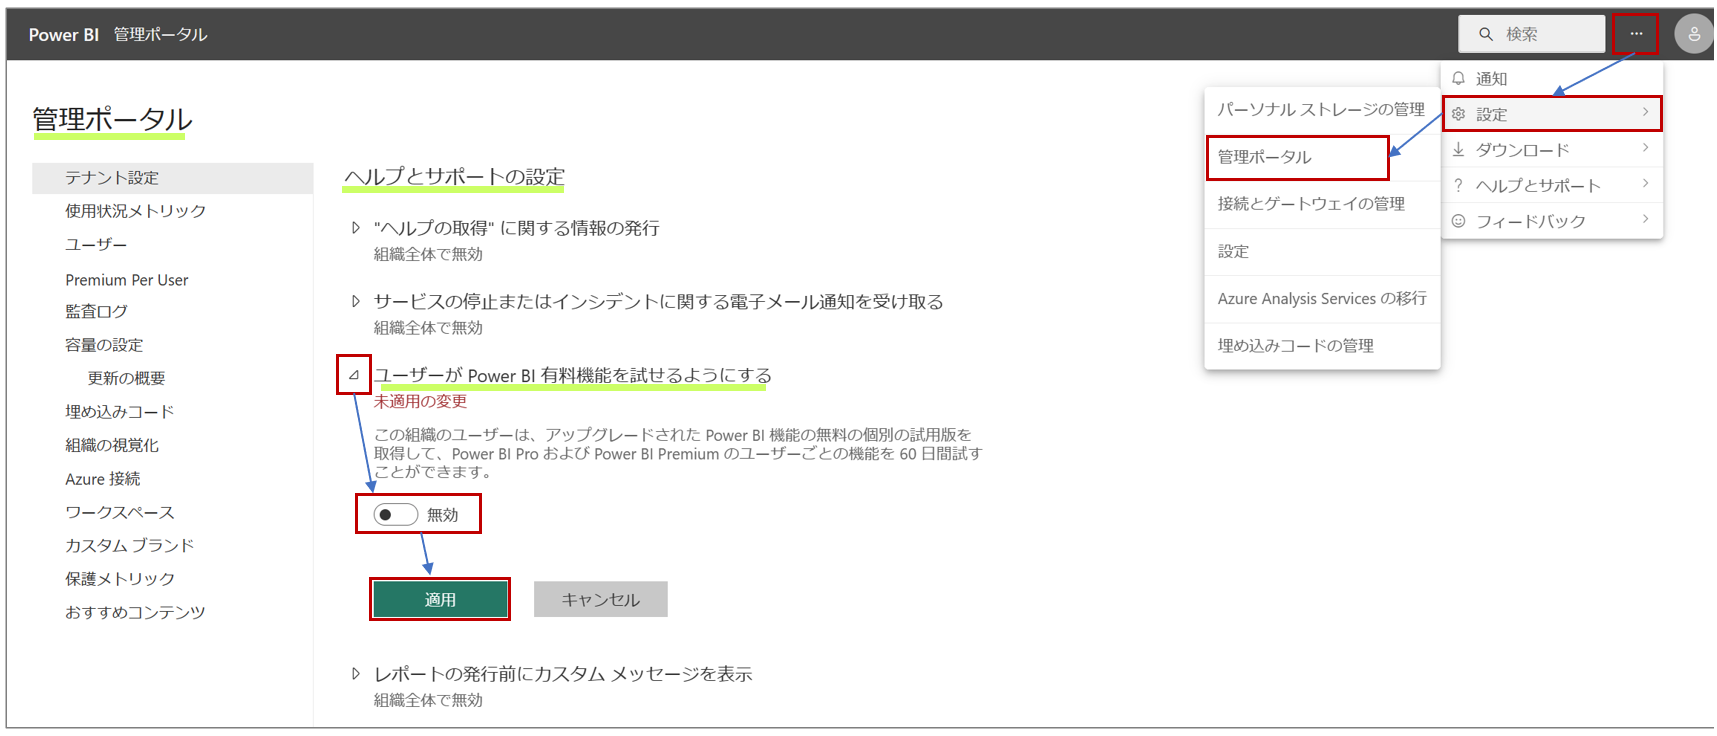 Power BI 管理ポータル
検索
通知
設定
ダウンロード
ヘルプとサポート
フィードバック
パーソナル ストレージの管理
管理ポータル
接続とゲートウェイの管理
設定
Azure Analysis Services の移行
埋め込みコードの管理
管理ポータル
テナント設定
使用状況メトリック
ユーザー
Premium Per User
監査ログ
容量の設定
更新の概要
埋め込みコード
組織の視覚化
Azure 接続
ワークスペース
カスタム ブランド
保護メトリック
おすすめコンテンツ
ヘルプとサポートの設定
"ヘルプの取得" に関する情報の発行
組織全体で無効
サービスの停止またはインシデントに関する電子メール通知を受け取る
組織全体で無効
ユーザーが Power BI 有料機能を試せるようにする
未適用の変更
この組織のユーザーは、アップグレードされた Power BI 機能の無料の個別の試用版を
取得して、Power BI Pro および Power BI Premium のユーザーごとの機能を 60 日間試す
ことができます。
無効
適用
キャンセル
レポートの発行前にカスタム メッセージを表示
組織全体で無効